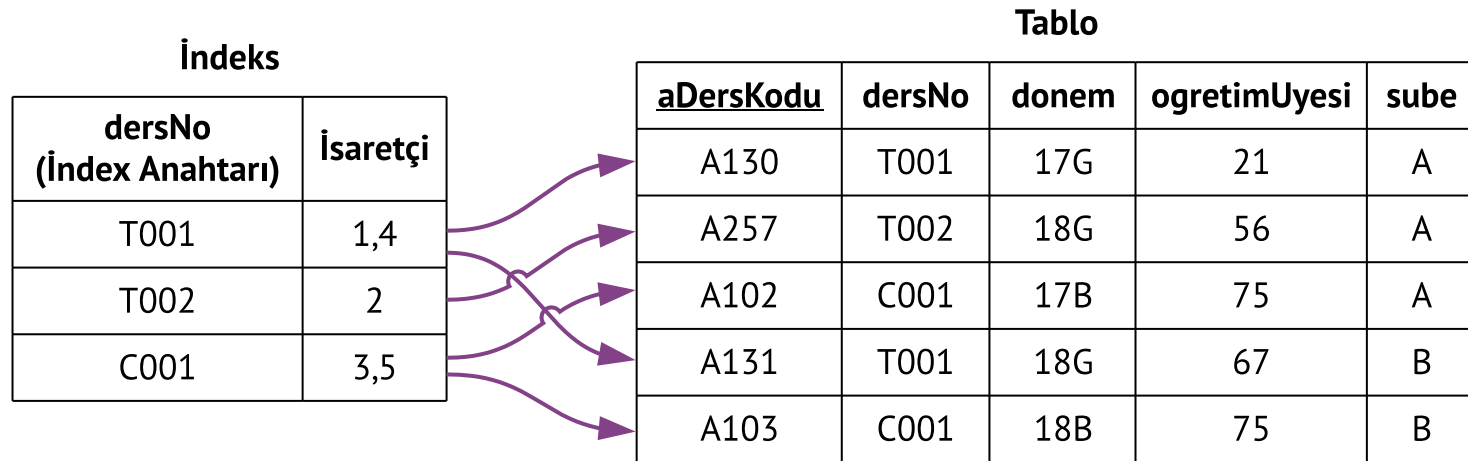 İndeks
dersNo
(İndex Anahtarı)
İsaretçi
T001 1,4
T002 2
C001 3,5
Tablo
aDersKodu dersNo donem ogretimUyesi sube
A130 T001 17G 21 A
A257 T002 18G 56 A
A102 C001 17B 75 A
A131 T001 18G 67 B
A103 C001 18B 75 B